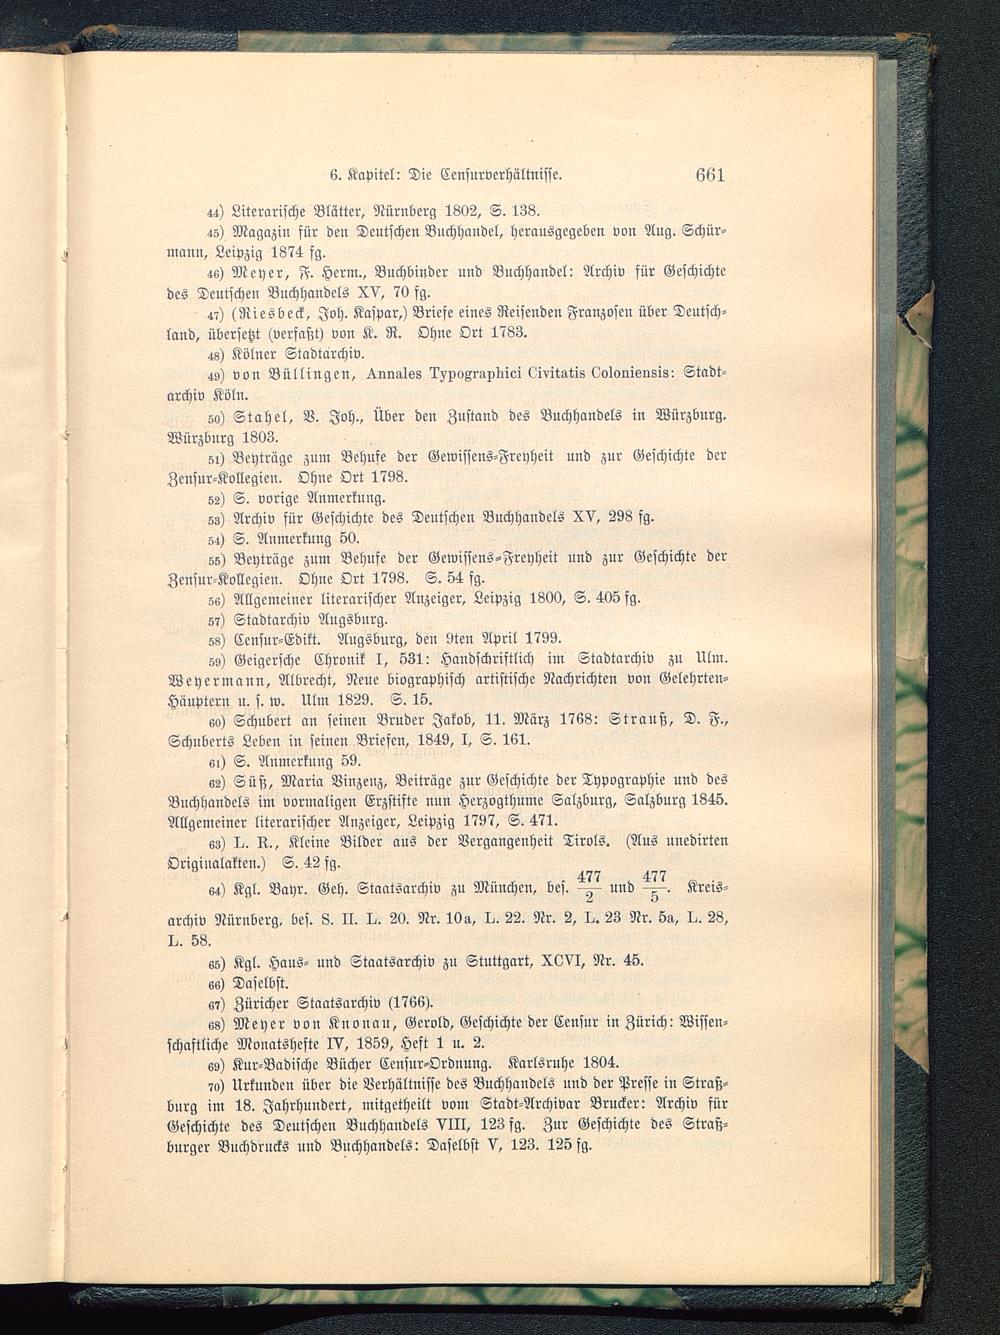 6. Kapitel: Die Censurverhältnisse. 661
44) Literarische Blätter, Nürnberg 1802, S. 138.
45) Magazin für den Deutschen Buchhandel, herausgegeben von Aug. Schür-
mann, Leipzig 1874 fg.
46) Meyer, F. Herm., Buchbinder und Buchhandel: Archiv für Geschichte
des Deutschen Buchhandels XV, 70 fg.
47) (Riesbeck, Joh. Kaspar,) Briefe eines Reisenden Franzosen über Deutsch-
land, übersetzt (verfaßt) von K. R. Ohne Ort 1783.
48) Kölner Stadtarchiv.
49) von Büllingen, Annales Typographici Civitatis Coloniensis: Stadt-
archiv Köln.
50) Stahel, V. Joh., Über den Zustand des Buchhandels in Würzburg.
Würzburg 1803.
51) Beyträge zum Behufe der Gewissens-Freyheit und zur Geschichte der
Zensur-Kollegien. Ohne Ort 1798.
52) S. vorige Anmerkung.
53) Archiv für Geschichte des Deutschen Buchhandels XV, 298 fg.
54) S. Anmerkung 50.
55) Beyträge zum Behufe der Gewissens-Freyheit und zur Geschichte der
Zensur-Kollegien. Ohne Ort 1798. S. 54 fg.
56) Allgemeiner literarischer Anzeiger, Leipzig 1800, S. 405 fg.
57) Stadtarchiv Augsburg.
58) Censur-Edikt. Augsburg, den 9ten April 1799.
59) Geigersche Chronik I, 531: Handschriftlich im Stadtarchiv zu Ulm.
Weyermann, Albrecht, Neue biographisch artistische Nachrichten von Gelehrten-
Häuptern u. s. w. Ulm 1829. S. 15.
60) Schubert an seinen Bruder Jakob, 11. März 1768: Strauß, D. F.,
Schuberts Leben in seinen Briefen, 1849, I, S. 161.
61) S. Anmerkung 59.
62) Süß, Maria Vinzenz, Beiträge zur Geschichte der Typographie und des
Buchhandels im vormaligen Erzstifte nun Herzogthume Salzburg, Salzburg 1845.
Allgemeiner literarischer Anzeiger, Leipzig 1797, S. 471.
63) L. R., Kleine Bilder aus der Vergangenheit Tirols. (Aus unedirten
Originalakten.) S. 42 fg.
64) Kgl. Bayr. Geh. Staatsarchiv zu München, bes. 477/2 und 477/5. Kreis-
archiv Nürnberg, bes. S. II. L. 20. Nr. 10a, L. 22. Nr. 2, L. 23 Nr. 5a, L. 28,
L. 58.
65) Kgl. Haus- und Staatsarchiv zu Stuttgart, XCVI, Nr. 45.
66) Daselbst.
67) Züricher Staatsarchiv (1766).
68) Meyer von Knonau, Gerold, Geschichte der Censur in Zürich: Wissen-
schaftliche Monatshefte IV, 1859, Heft 1 u. 2.
69) Kur-Badische Bücher Censur-Ordnung. Karlsruhe 1804.
70) Urkunden über die Verhältnisse des Buchhandels und der Presse in Straß-
burg im 18. Jahrhundert, mitgetheilt vom Stadt-Archivar Brucker: Archiv für
Geschichte des Deutschen Buchhandels VIII, 123 fg. Zur Geschichte des Straß-
burger Buchdrucks und Buchhandels: Daselbst V, 123. 125 fg.